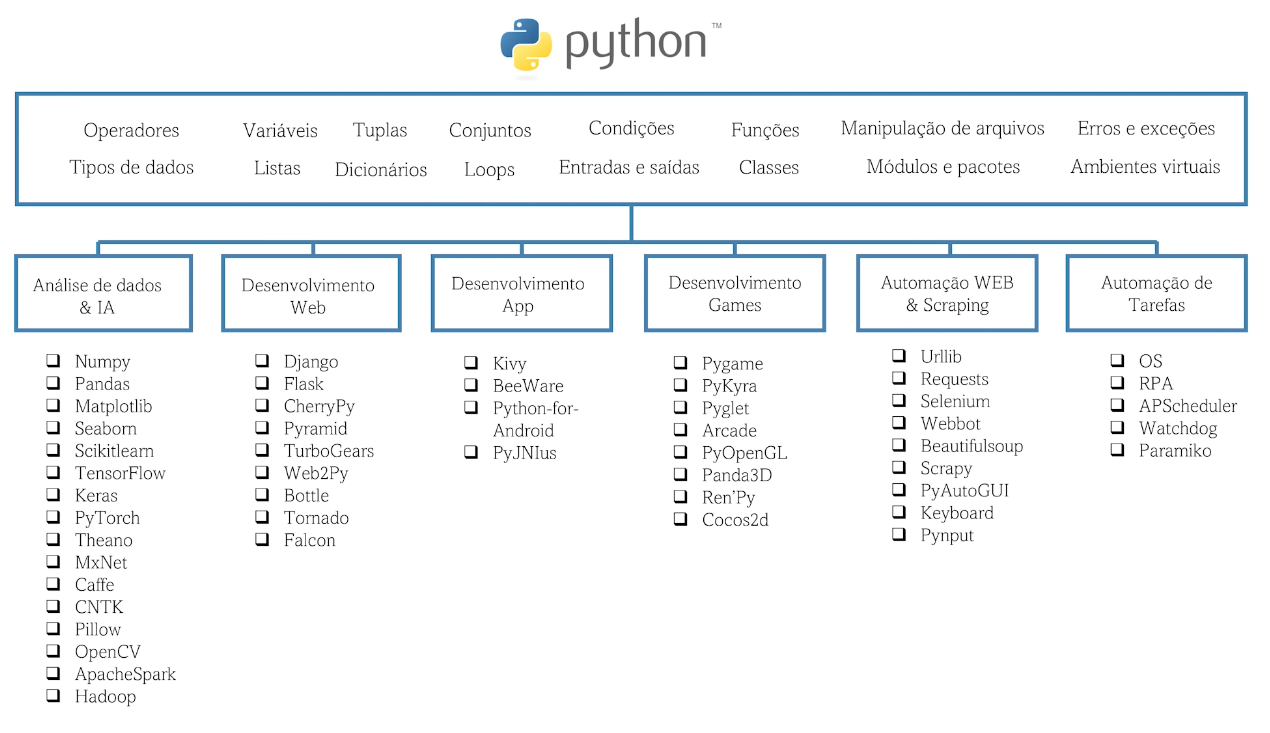 python™
Operadores Variáveis Tuplas Conjuntos Condições Funções Manipulação de arquivos Erros e exceções
Tipos de dados Listas Dicionários Loops Entradas e saídas Classes Módulos e pacotes Ambientes virtuais
Análise de dados
& IA
Numpy
Pandas
Matplotlib
Seaborn
Scikitlearn
TensorFlow
Keras
PyTorch
Theano
MxNet
Caffe
CNTK
Pillow
OpenCV
ApacheSpark
Hadoop
Desenvolvimento
Web
Django
Flask
CherryPy
Pyramid
TurboGears
Web2Py
Bottle
Tornado
Falcon
Desenvolvimento
App
Kivy
BeeWare
Python-for-
Android
PyJNIus
Desenvolvimento
Games
Pygame
PyKyra
Pyglet
Arcade
PyOpenGL
Panda3D
Ren’Py
Cocos2d
Automação WEB
& Scraping
Urllib
Requests
Selenium
Webbot
Beautifulsoup
Scrapy
PyAutoGUI
Keyboard
Pynput
Automação de
Tarefas
OS
RPA
APScheduler
Watchdog
Paramiko